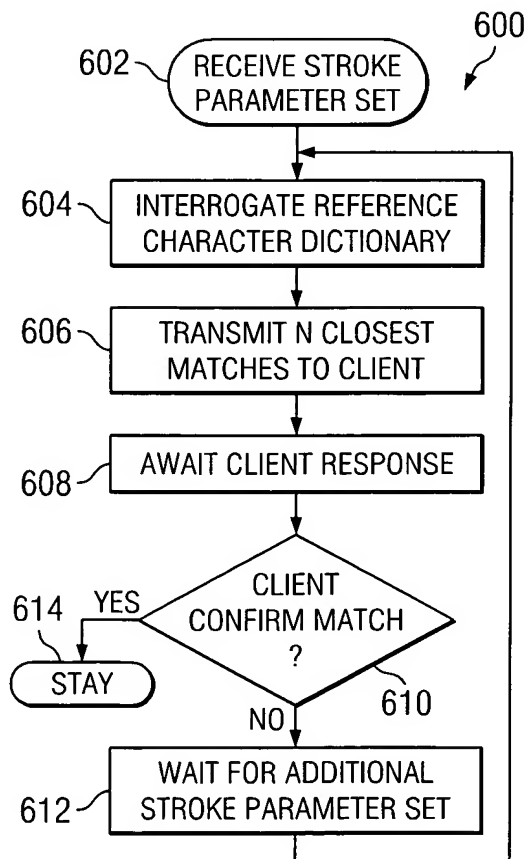 600
602
RECEIVE STROKE
PARAMETER SET
604
INTERROGATE REFERENCE
CHARACTER DICTIONARY
606
TRANSMIT N CLOSEST
MATCHES TO CLIENT
608
AWAIT CLIENT RESPONSE
CLIENT
CONFIRM MATCH
?
610
YES
614
STAY
NO
612
WAIT FOR ADDITIONAL
STROKE PARAMETER SET